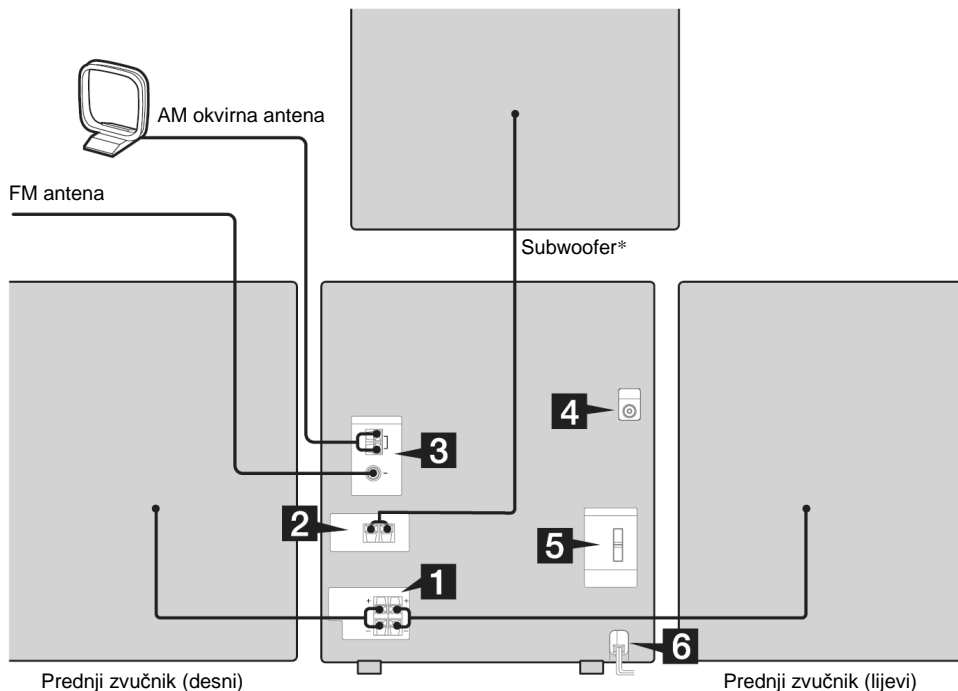 AM okvirna antena
FM antena
Subwoofer*
4
3
2
5
1
+ +
– –
6
Prednji zvučnik (desni)
Prednji zvučnik (lijevi)